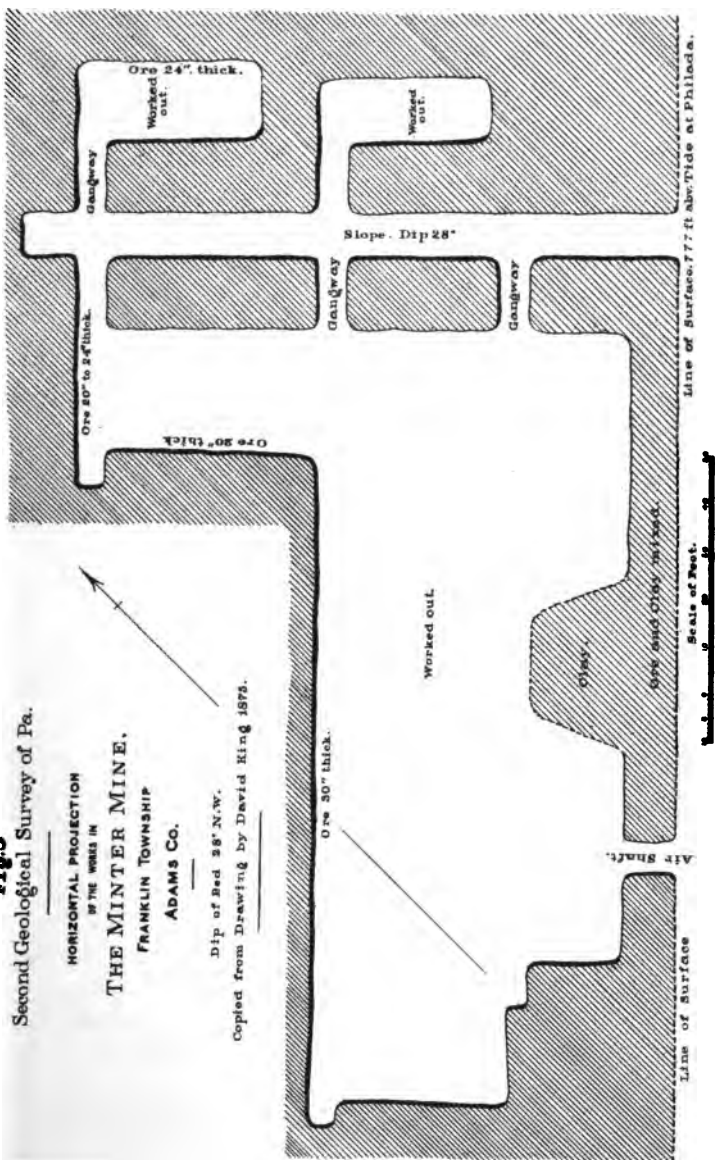 Second Geological Survey of Pa.
HORIZONTAL PROJECTION
OF THE WORKS IN
THE MINTER MINE,
FRANKLIN TOWNSHIP
ADAMS CO.
Dip of Bed 28° N.W.
Copied from Drawing by David King 1875.
Ore 24" thick.
Worked
out.
Gangway
Worked
out.
Slope. Dip 28°
Ore 20" to 24" thick.
Gangway
Gangway
Ore 20" thick
Ore 30" thick.
Worked out.
Clay.
Ore and Clay mixed.
Air Shaft.
Line of Surface
Line of Surface. 777 ft abv. Tide at Philada.
Scale of Feet.